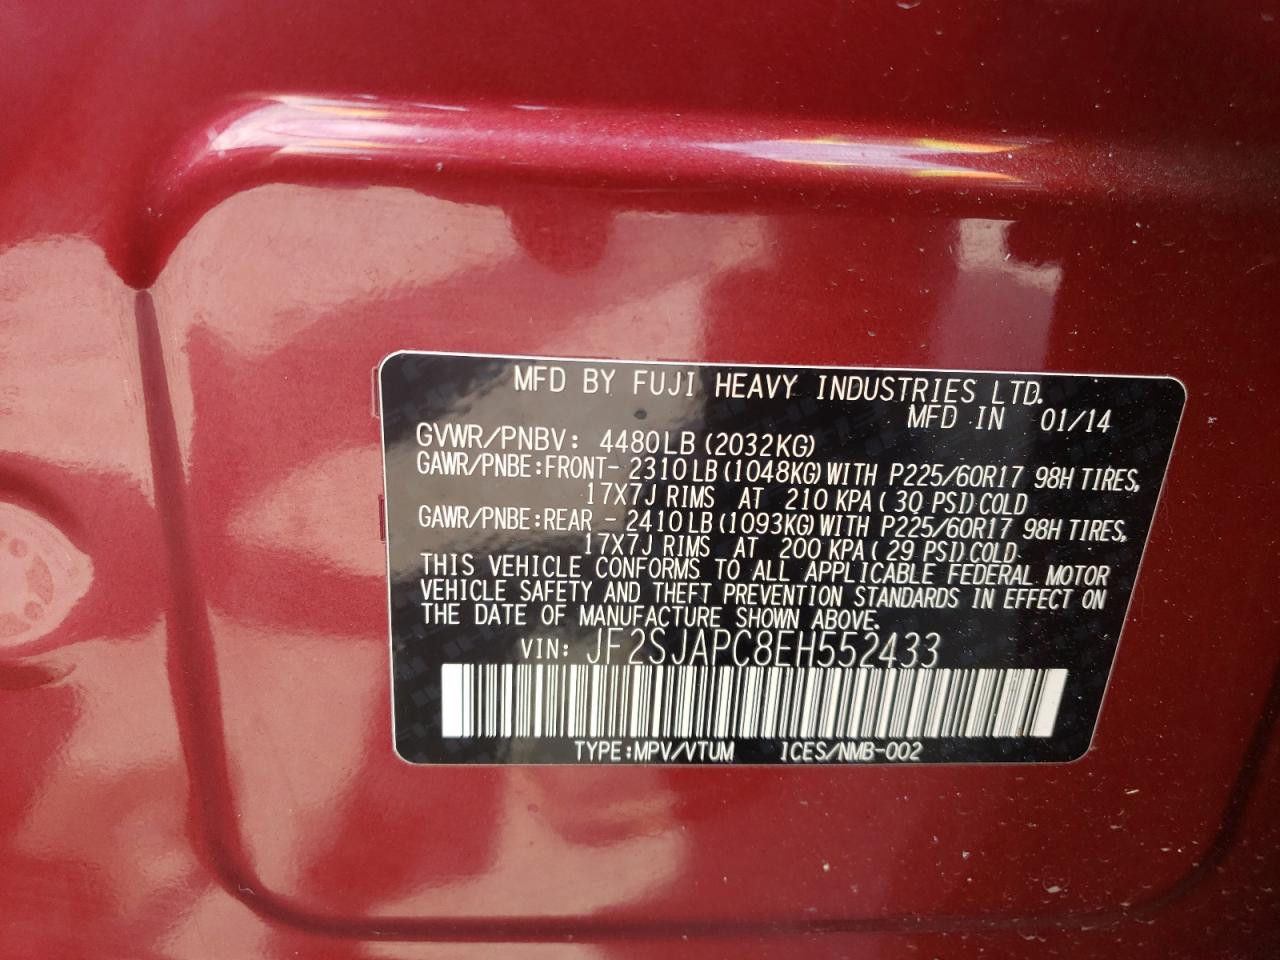 MFD BY FUJI HEAVY INDUSTRIES LTD.
MFD IN 01/14
GVWR/PNBV: 4480LB (2032KG)
GAWR/PNBE:FRONT- 2310LB (1048KG) WITH P225/60R17 98H TIRES,
17X7J RIMS AT 210 KPA ( 30 PSI) COLD
GAWR/PNBE:REAR - 2410LB (1093KG) WITH P225/60R17 98H TIRES,
17X7J RIMS AT 200 KPA ( 29 PSI) COLD.
THIS VEHICLE CONFORMS TO ALL APPLICABLE FEDERAL MOTOR
VEHICLE SAFETY AND THEFT PREVENTION STANDARDS IN EFFECT ON
THE DATE OF MANUFACTURE SHOWN ABOVE.
VIN: JF2SJAPC8EH552433
TYPE:MPV/VTUM ICES/NMB-002